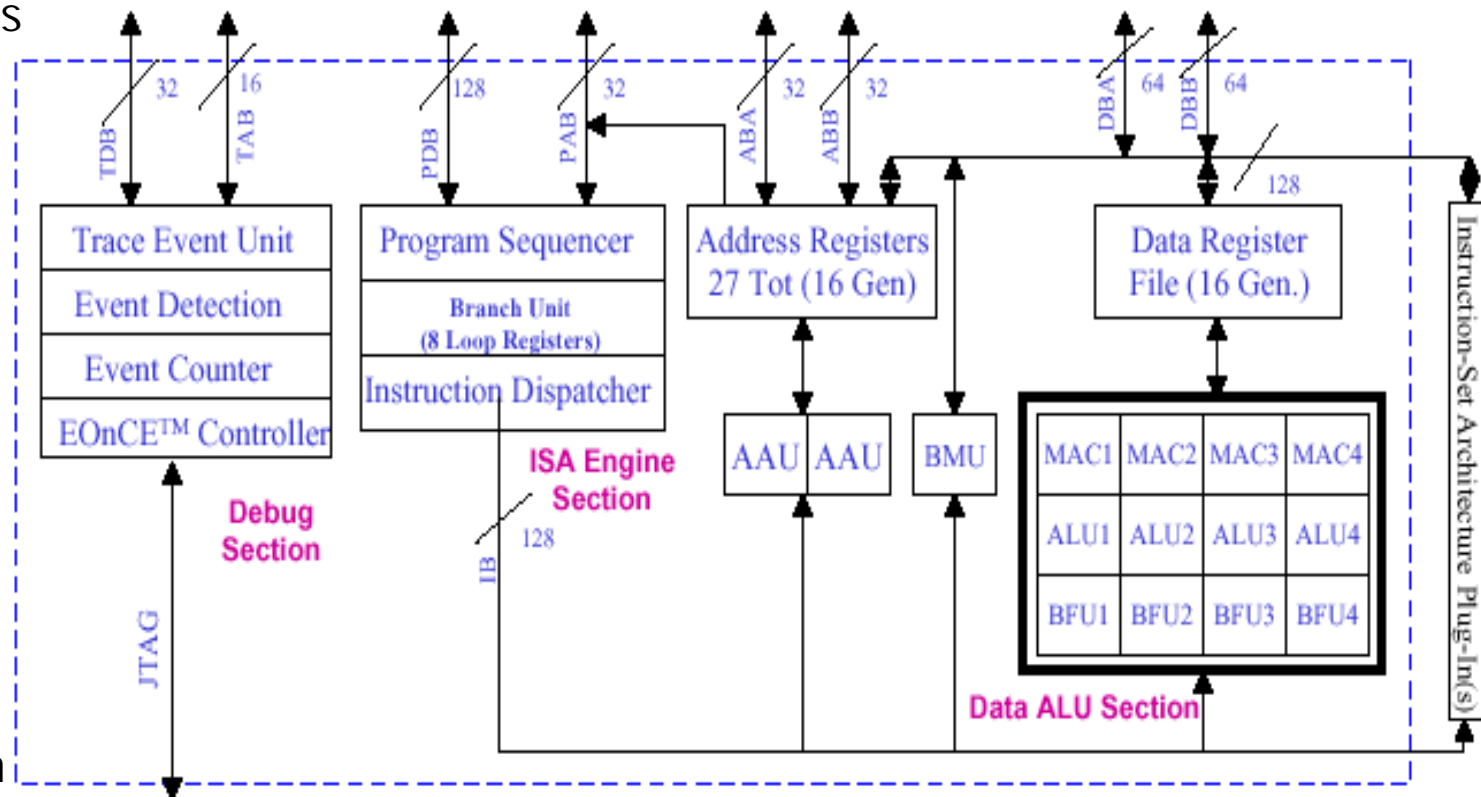 s
32
16
128
32
32
32
64
64
TDB
TAB
PDB
PAB
ABA
ABB
DBA
DBB
128
Trace Event Unit
Event Detection
Event Counter
EOnCE™ Controller
Program Sequencer
Branch Unit
(8 Loop Registers)
Instruction Dispatcher
Address Registers
27 Tot (16 Gen)
Data Register
File (16 Gen.)
Instruction-Set Architecture Plug-In(s)
AAU AAU
BMU
MAC1 MAC2 MAC3 MAC4
ALU1 ALU2 ALU3 ALU4
BFU1 BFU2 BFU3 BFU4
ISA Engine
Section
Debug
Section
128
IB
JTAG
Data ALU Section